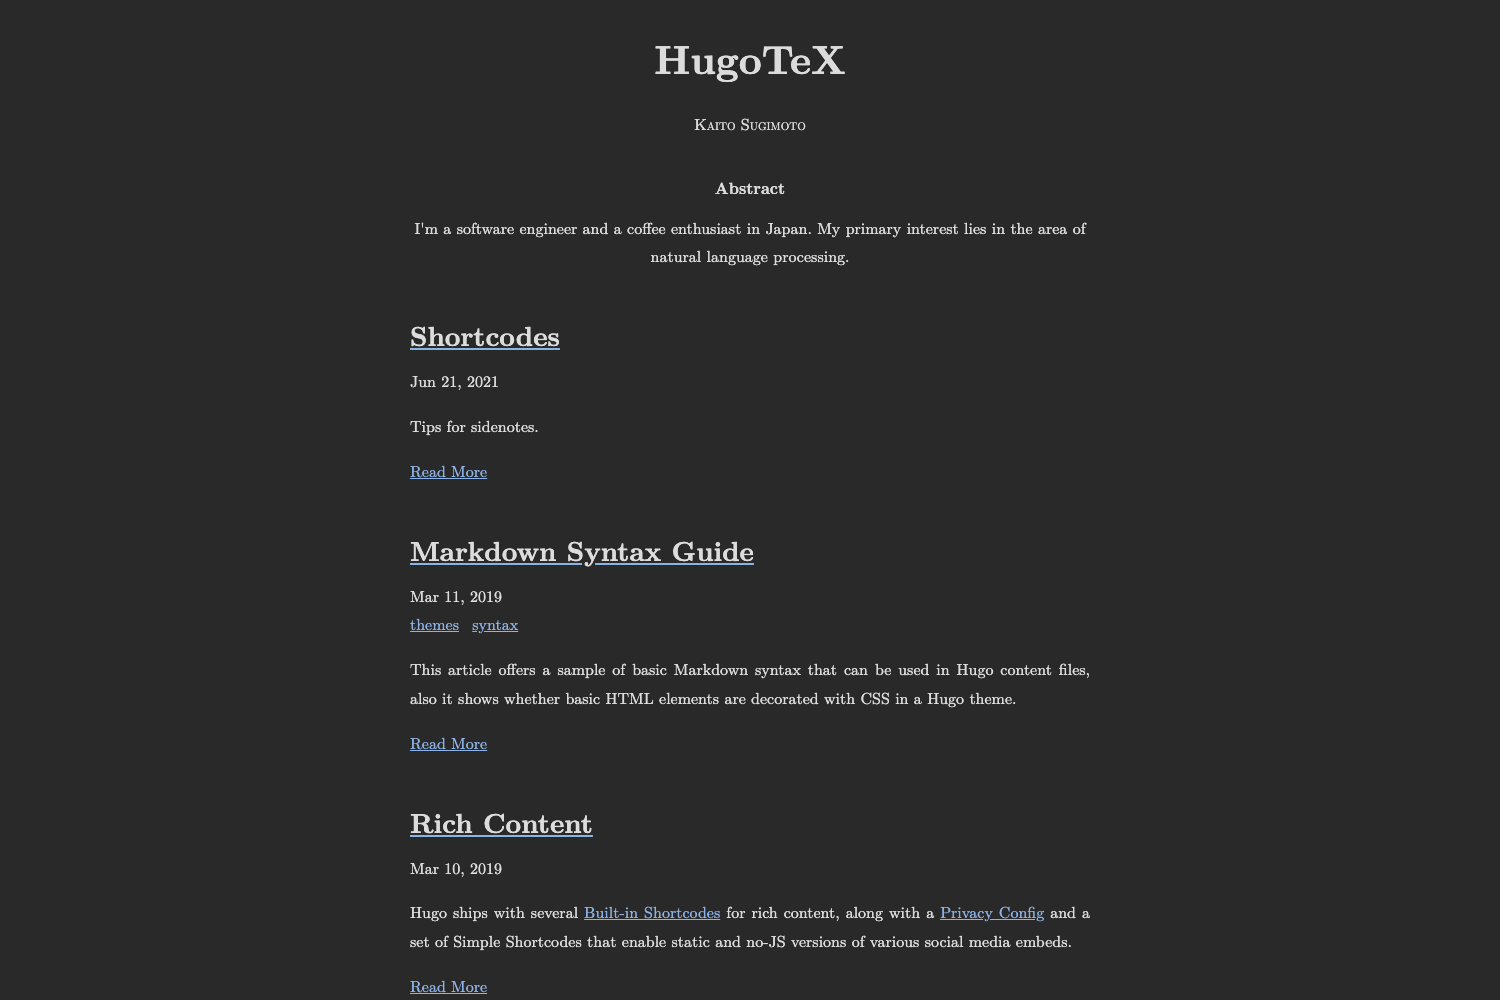 HugoTeX
Kaito Sugimoto
Abstract
I'm a software engineer and a coffee enthusiast in Japan. My primary interest lies in the area of
natural language processing.
Shortcodes
Jun 21, 2021
Tips for sidenotes.
Read More
Markdown Syntax Guide
Mar 11, 2019
themes syntax
This article offers a sample of basic Markdown syntax that can be used in Hugo content files,
also it shows whether basic HTML elements are decorated with CSS in a Hugo theme.
Read More
Rich Content
Mar 10, 2019
Hugo ships with several Built-in Shortcodes for rich content, along with a Privacy Config and a
set of Simple Shortcodes that enable static and no-JS versions of various social media embeds.
Read More